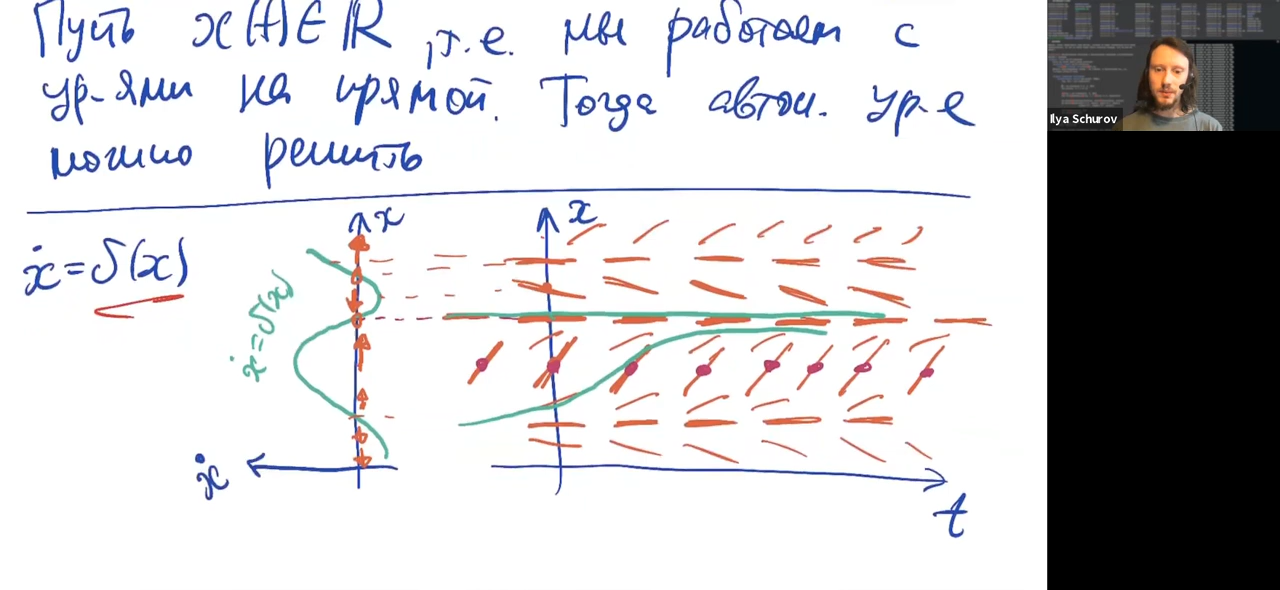 Пусть x(t)∈ℝ, т.е. мы работаем с
ур-ями на прямой. Тогда автон. ур-е
можно решить
ẋ=f(x)
x
x
ẋ=f(x)
ẋ
t
Ilya Schurov